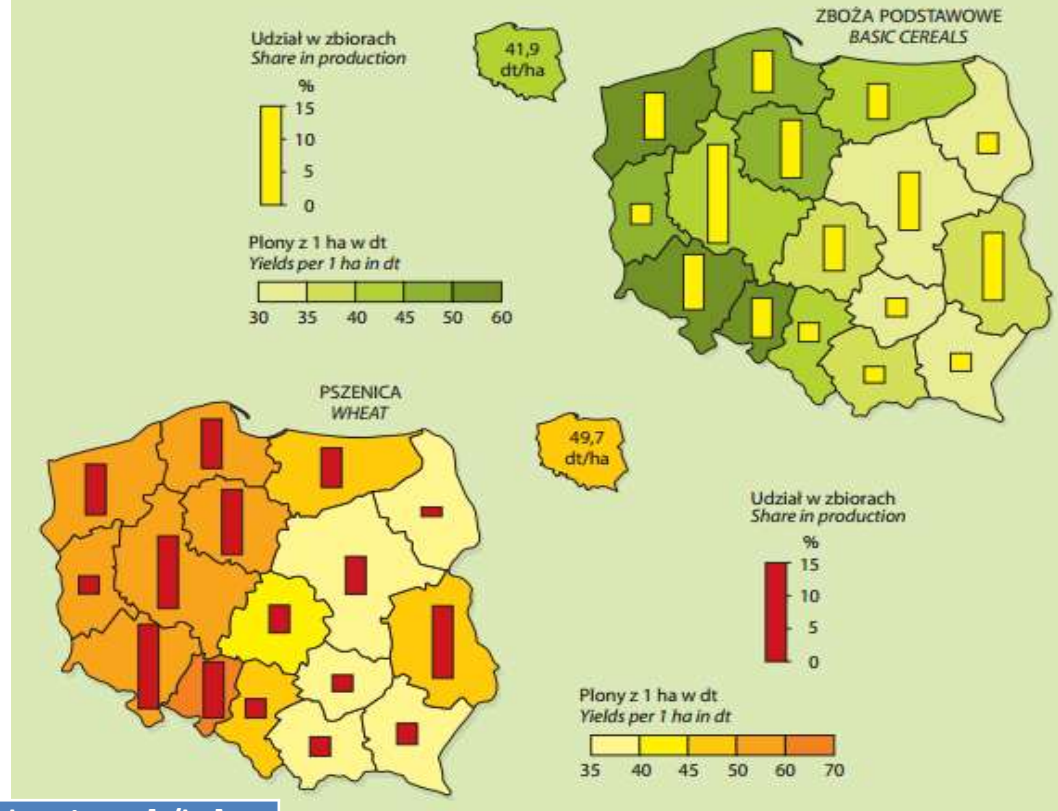 ZBOŻA PODSTAWOWE
BASIC CEREALS
Udział w zbiorach
Share in production
%
15
10
5
0
41,9
dt/ha
Plony z 1 ha w dt
Yields per 1 ha in dt
30 35 40 45 50 60
PSZENICA
WHEAT
49,7
dt/ha
Udział w zbiorach
Share in production
%
15
10
5
0
Plony z 1 ha w dt
Yields per 1 ha in dt
35 40 45 50 60 70